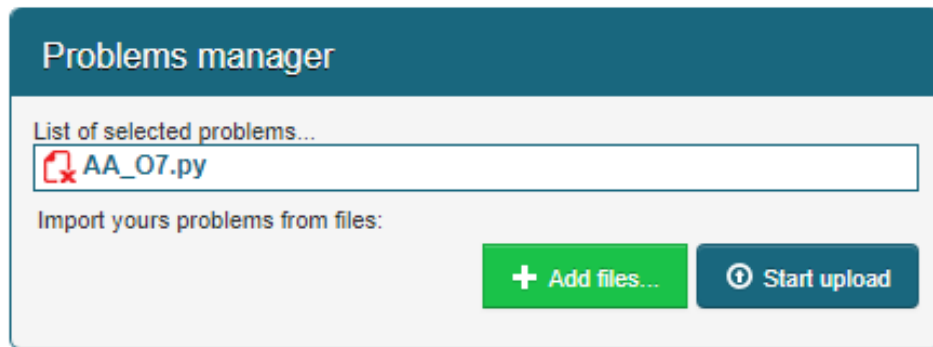 Problems manager
List of selected problems...
AA_O7.py
Import yours problems from files:
Add files... Start upload